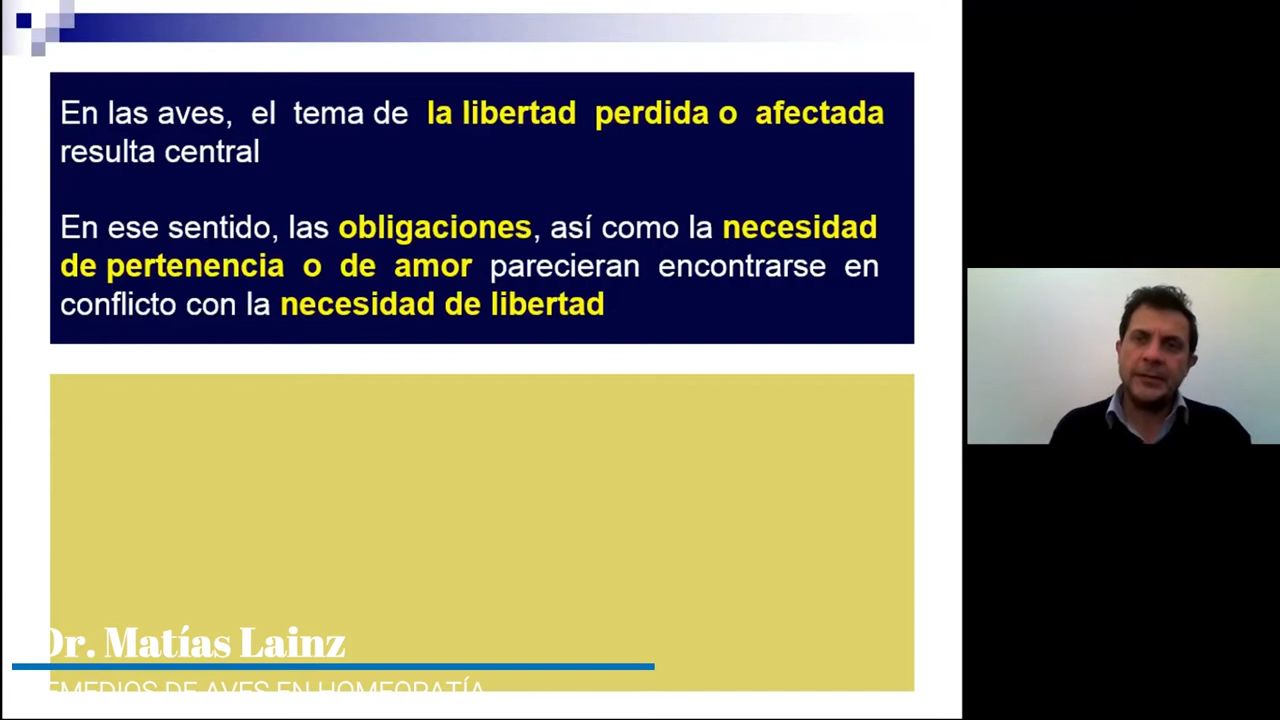 En las aves, el tema de la libertad perdida o afectada
resulta central
En ese sentido, las obligaciones, así como la necesidad
de pertenencia o de amor parecieran encontrarse en
conflicto con la necesidad de libertad
Dr. Matías Lainz
DE AVES EN HOMEOPATÍA